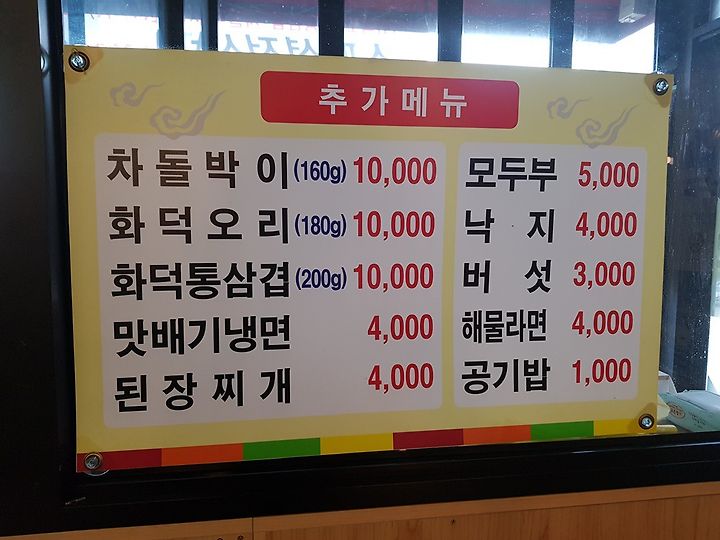 추가메뉴
차돌박이(160g) 10,000
화덕오리(180g) 10,000
화덕통삼겹(200g) 10,000
맛배기냉면 4,000
된장찌개 4,000
모두부 5,000
낙지 4,000
버섯 3,000
해물라면 4,000
공기밥 1,000